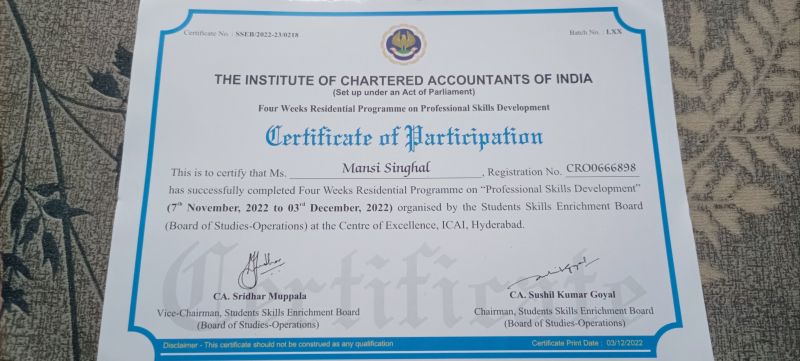 Certificate No. : SSEB/2022-23/0218
Batch No. : LXX
THE INSTITUTE OF CHARTERED ACCOUNTANTS OF INDIA
(Set up under an Act of Parliament)
Four Weeks Residential Programme on Professional Skills Development
Certificate of Participation
This is to certify that Ms. Mansi Singhal, Registration No. CRO0666898
has successfully completed Four Weeks Residential Programme on “Professional Skills Development”
(7th November, 2022 to 03rd December, 2022) organised by the Students Skills Enrichment Board
(Board of Studies-Operations) at the Centre of Excellence, ICAI, Hyderabad.
Certificate
CA. Sridhar Muppala
Vice-Chairman, Students Skills Enrichment Board
(Board of Studies-Operations)
CA. Sushil Kumar Goyal
Chairman, Students Skills Enrichment Board
(Board of Studies-Operations)
Disclaimer - This certificate should not be construed as any qualification
Certificate Print Date : 03/12/2022